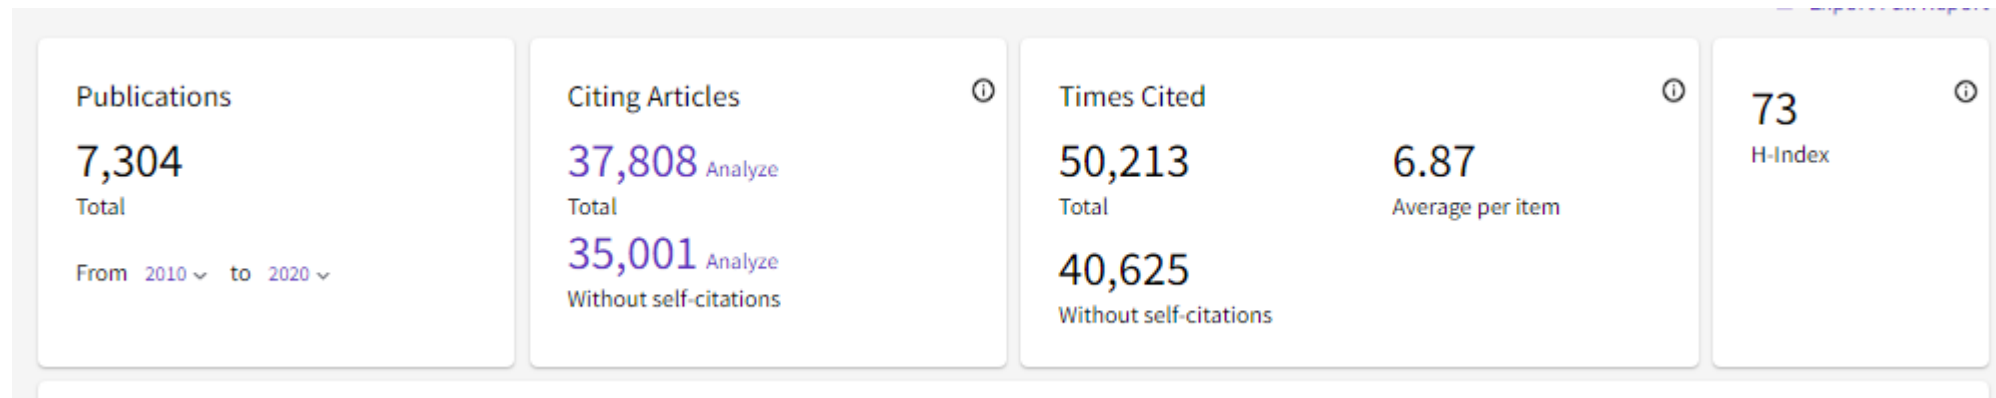 Publications
7,304
Total
From 2010 to 2020
Citing Articles
37,808 Analyze
Total
35,001 Analyze
Without self-citations
Times Cited
50,213
Total
6.87
Average per item
40,625
Without self-citations
73
H-Index